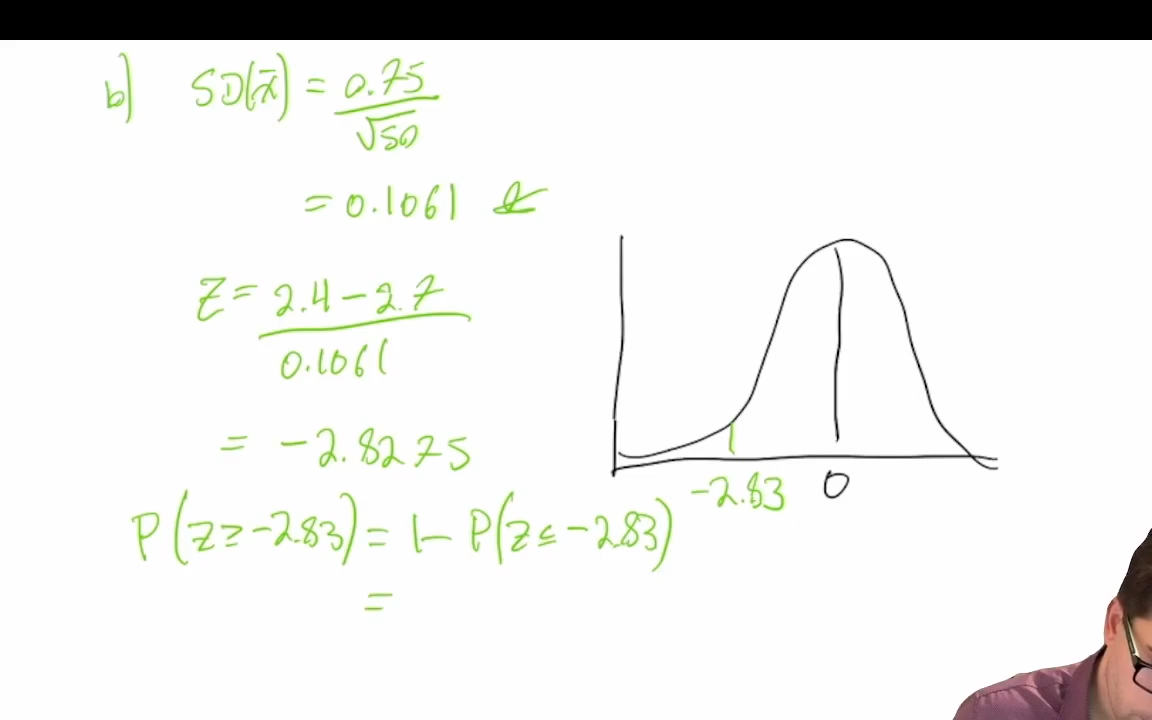 b) SD(x̄) = 0.75
√50
= 0.1061
z = 2.4 - 2.7
0.1061
= -2.8275
-2.83 0
P(z ≥ -2.83) = 1 - P(z ≤ -2.83)
=